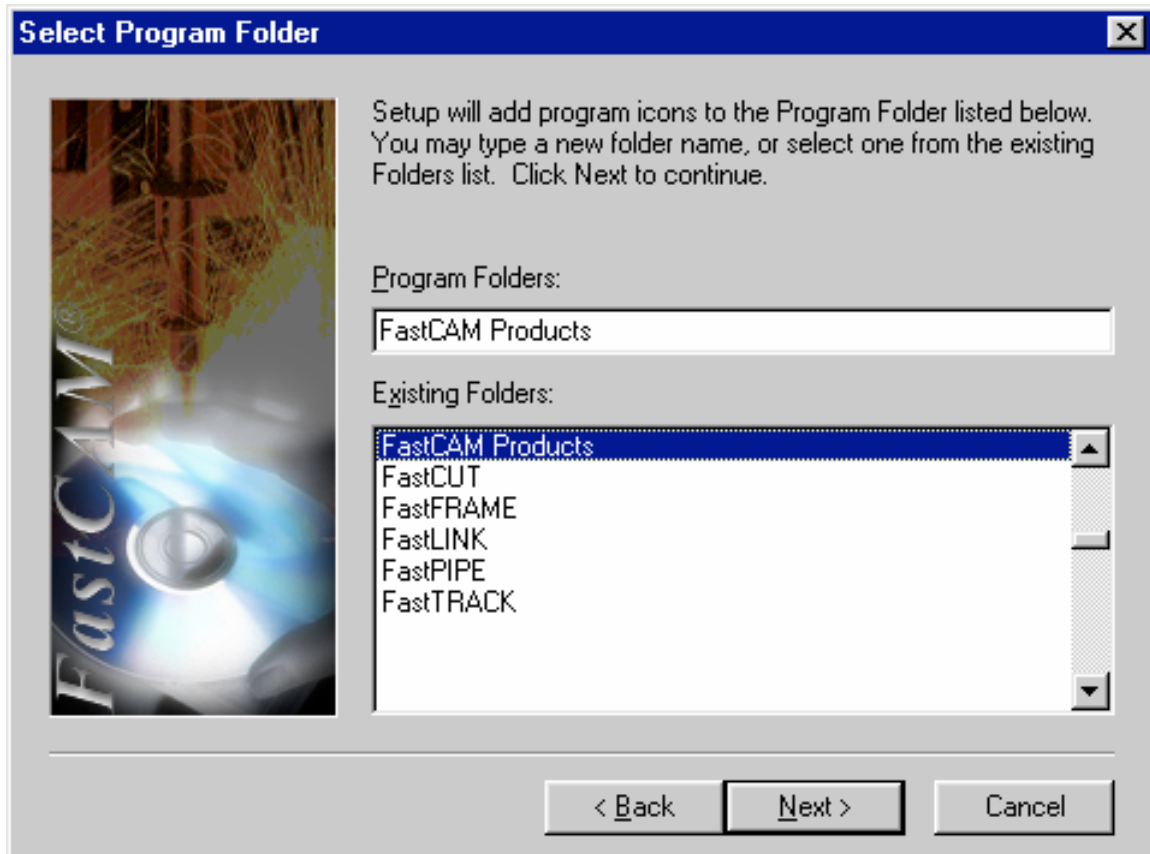 Select Program Folder
FastCAM®
Setup will add program icons to the Program Folder listed below.
You may type a new folder name, or select one from the existing
Folders list. Click Next to continue.
Program Folders:
FastCAM Products
Existing Folders:
FastCAM Products
FastCUT
FastFRAME
FastLINK
FastPIPE
FastTRACK
< Back
Next >
Cancel